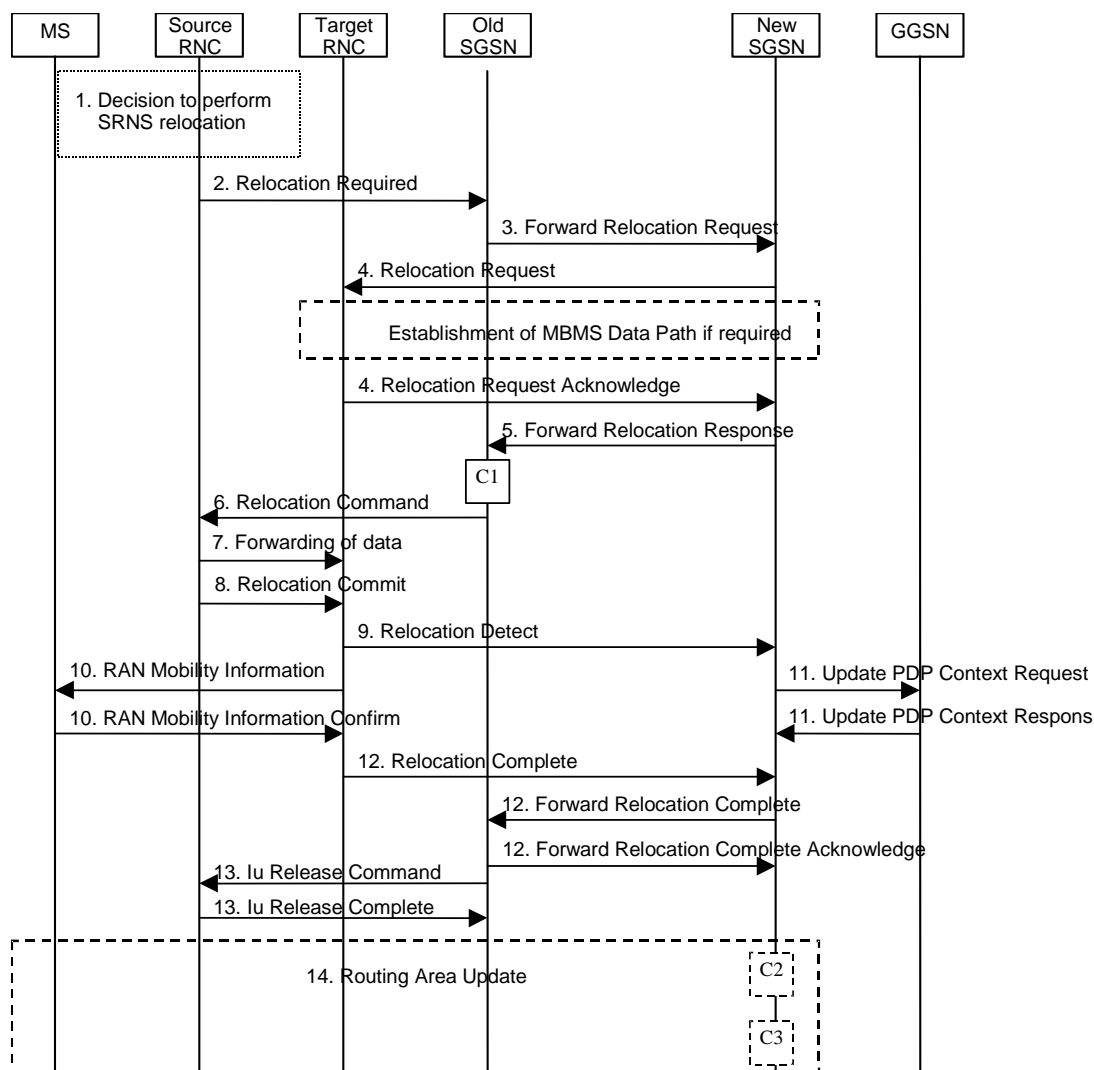 MS
Source
RNC
Target
RNC
Old
SGSN
New
SGSN
GGSN
1. Decision to perform
SRNS relocation
2. Relocation Required
3. Forward Relocation Request
4. Relocation Request
Establishment of MBMS Data Path if required
4. Relocation Request Acknowledge
5. Forward Relocation Response
C1
6. Relocation Command
7. Forwarding of data
8. Relocation Commit
9. Relocation Detect
10. RAN Mobility Information
11. Update PDP Context Request
10. RAN Mobility Information Confirm
11. Update PDP Context Respons
12. Relocation Complete
12. Forward Relocation Complete
12. Forward Relocation Complete Acknowledge
13. Iu Release Command
13. Iu Release Complete
14. Routing Area Update
C2
C3